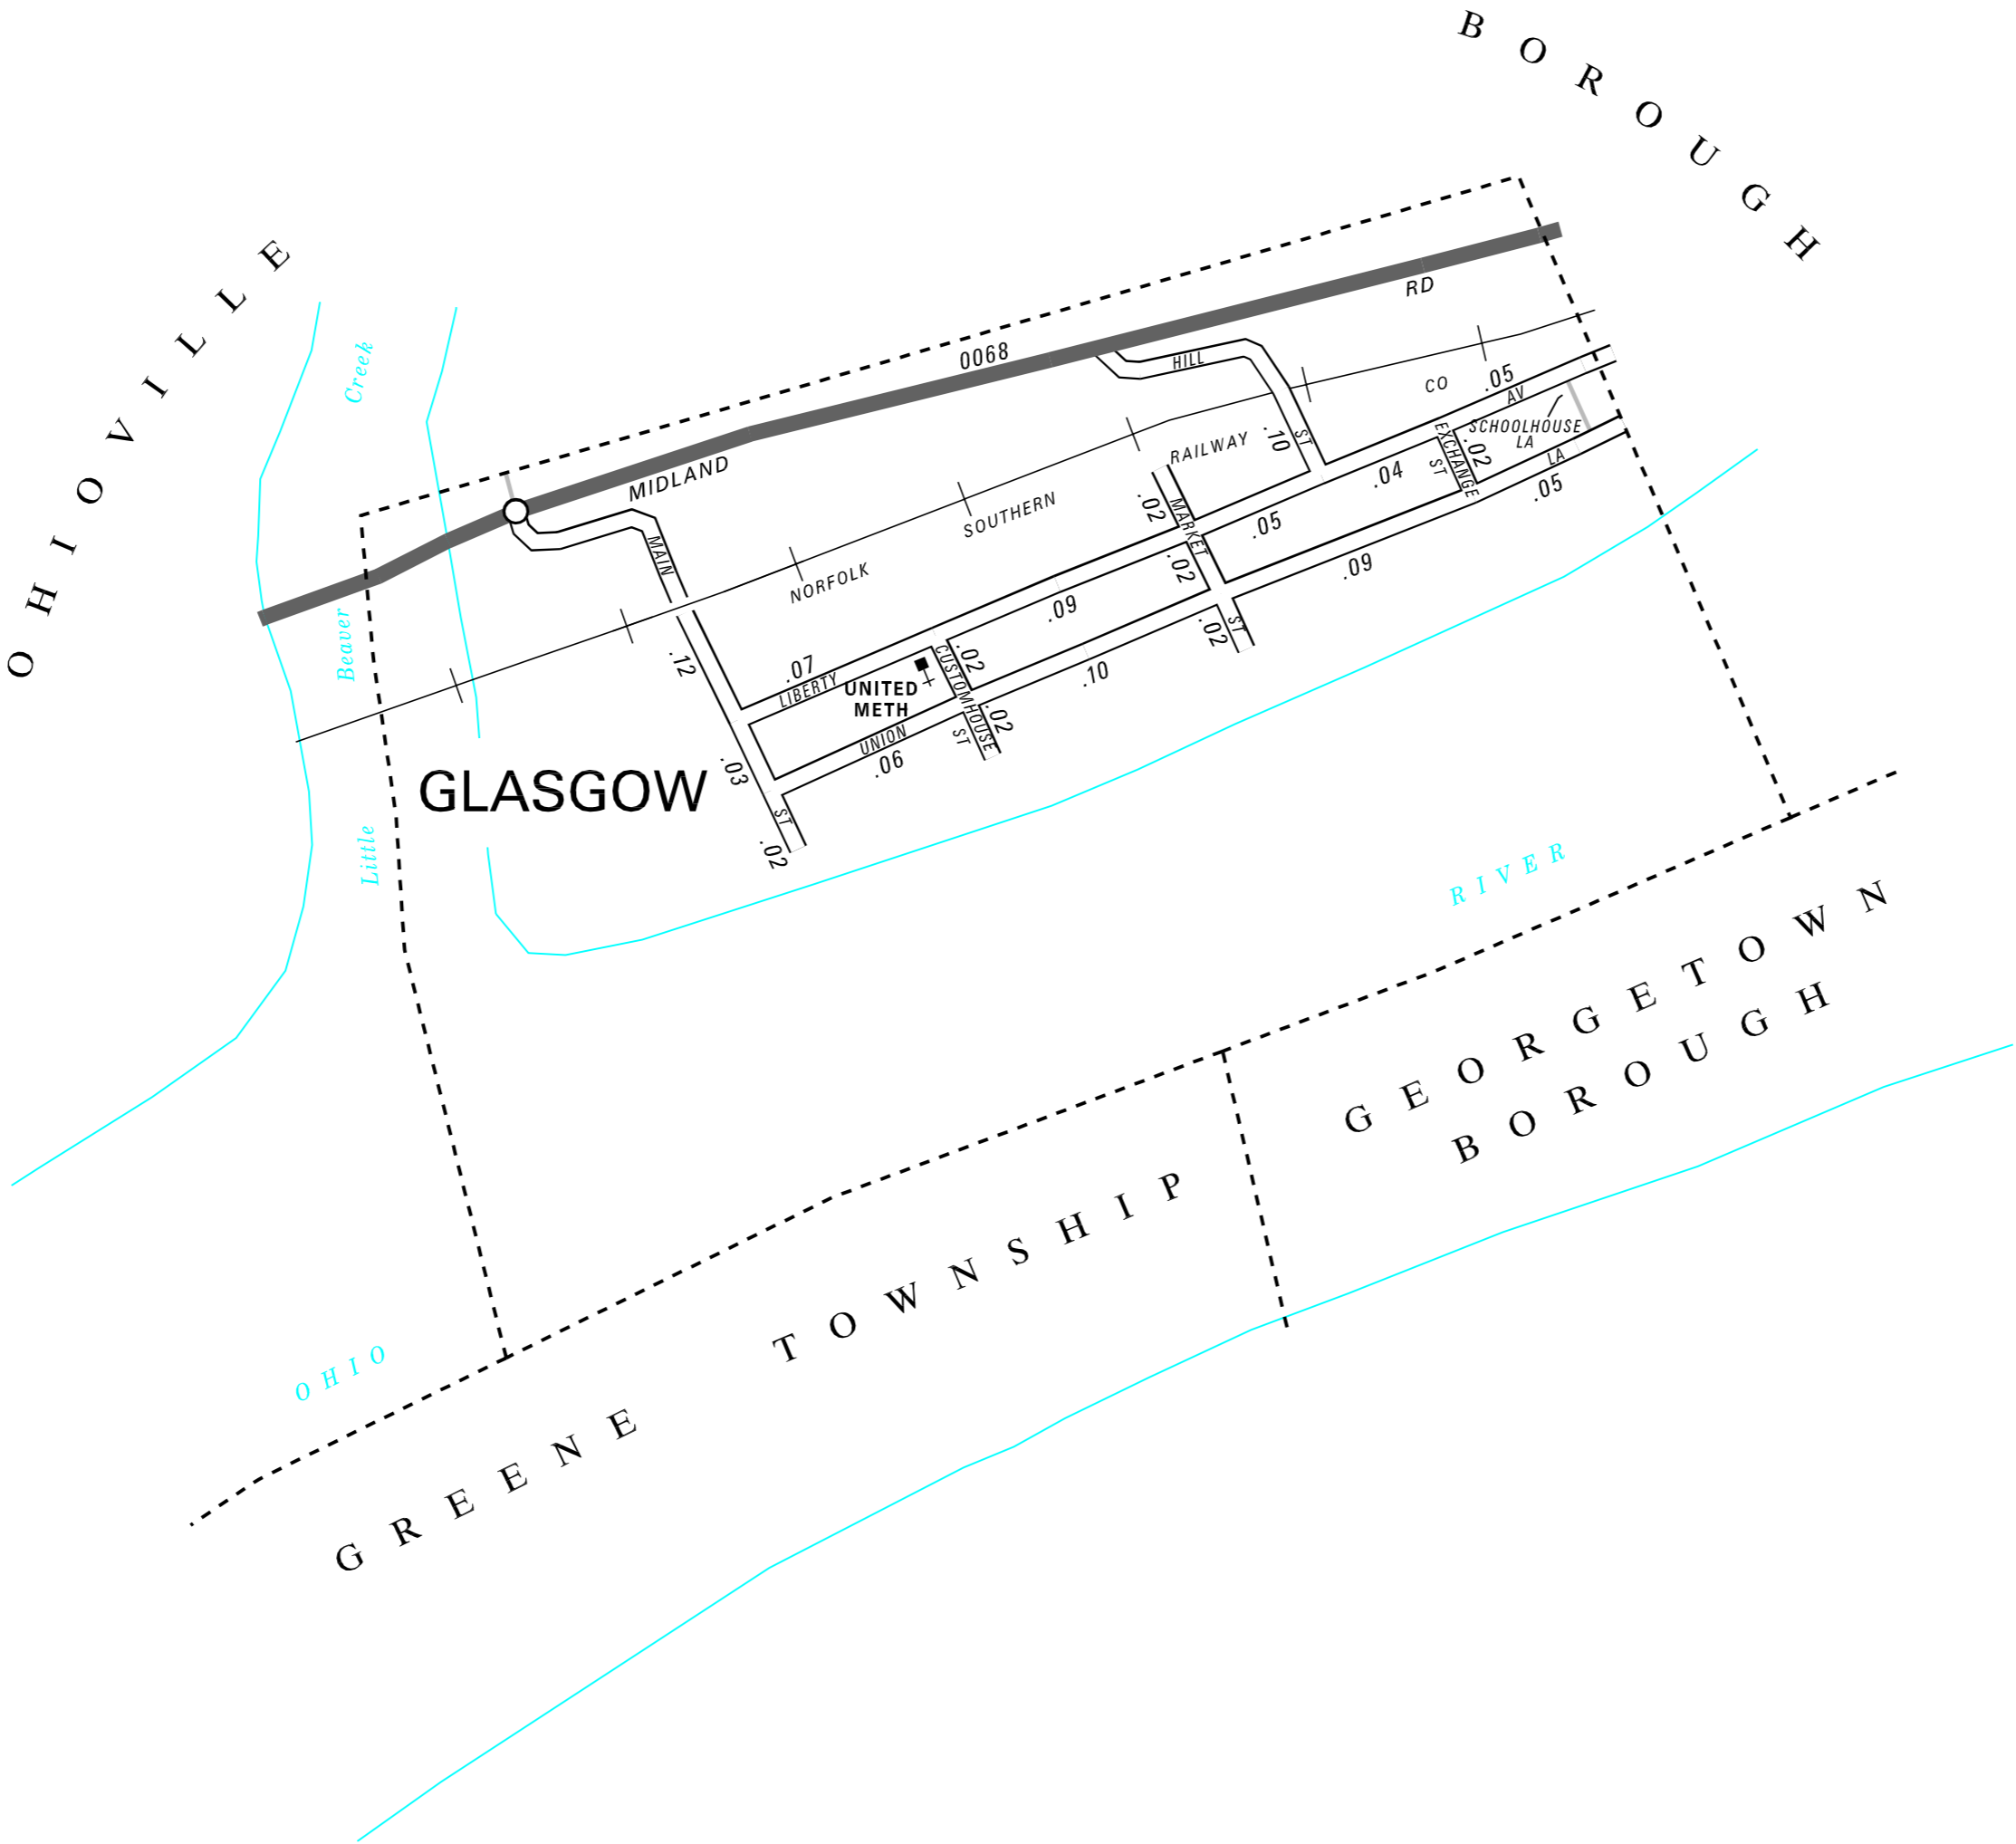 BOROUGH
OHIOVILLE
RD
0068
Creek
HILL
ST
.10
CO
.05
AV
SCHOOLHOUSE
LA
EXCHANGE
ST
.02
.04
LA
.05
MIDLAND
RAILWAY
SOUTHERN
NORFOLK
MAIN
.02
MARKET
.05
.02
.09
.09
ST
.02
Beaver
.12
.07
LIBERTY
UNITED
METH
.02
CUSTOMHOUSE
ST
.02
.10
UNION
.06
.03
GLASGOW
ST
.02
Little
RIVER
GEORGETOWN
BOROUGH
OHIO
GREENE TOWNSHIP